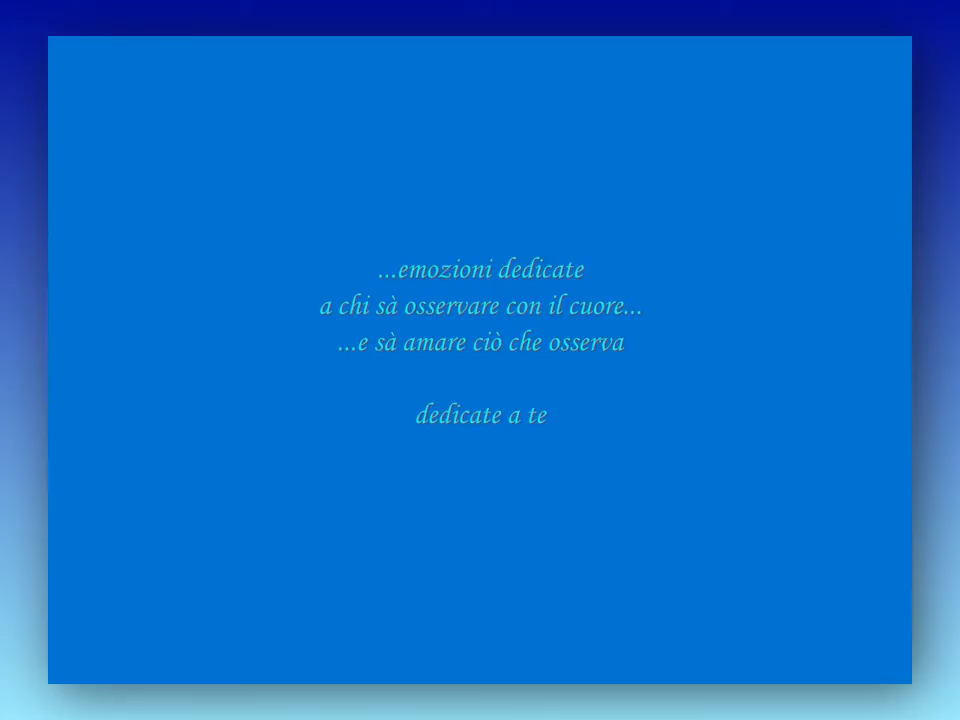 ...emozioni dedicate
a chi sà osservare con il cuore...
...e sà amare ciò che osserva
dedicate a te